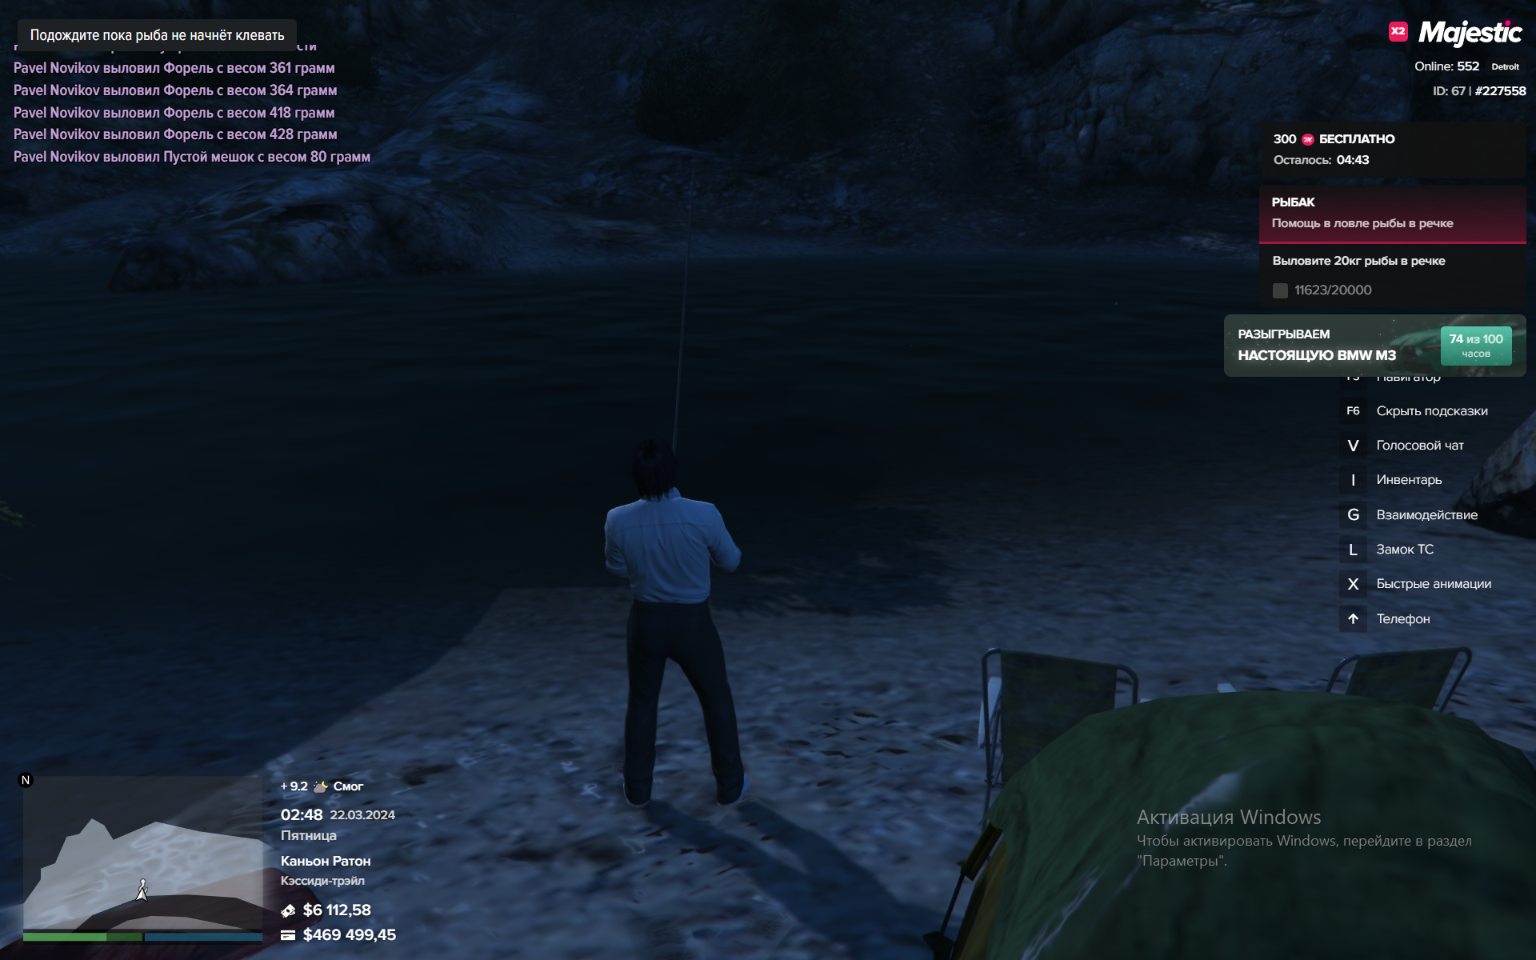 Подождите пока рыба не начнёт клевать
Pavel Novikov выловил Форель с весом 361 грамм
Pavel Novikov выловил Форель с весом 364 грамм
Pavel Novikov выловил Форель с весом 418 грамм
Pavel Novikov выловил Форель с весом 428 грамм
Pavel Novikov выловил Пустой мешок с весом 80 грамм
X2 Majestic
Online: 552 Detroit
ID: 67 | #227558
300 БЕСПЛАТНО
Осталось: 04:43
РЫБАК
Помощь в ловле рыбы в речке
Выловите 20кг рыбы в речке
11623/20000
РАЗЫГРЫВАЕМ
НАСТОЯЩУЮ BMW M3
74 из 100
часов
Навигатор
F6 Скрыть подсказки
V Голосовой чат
I Инвентарь
G Взаимодействие
L Замок ТС
X Быстрые анимации
Телефон
N
+ 9.2 Смог
02:48 22.03.2024
Пятница
Каньон Ратон
Кэссиди-трэйл
$6 112,58
$469 499,45
Активация Windows
Чтобы активировать Windows, перейдите в раздел
"Параметры".